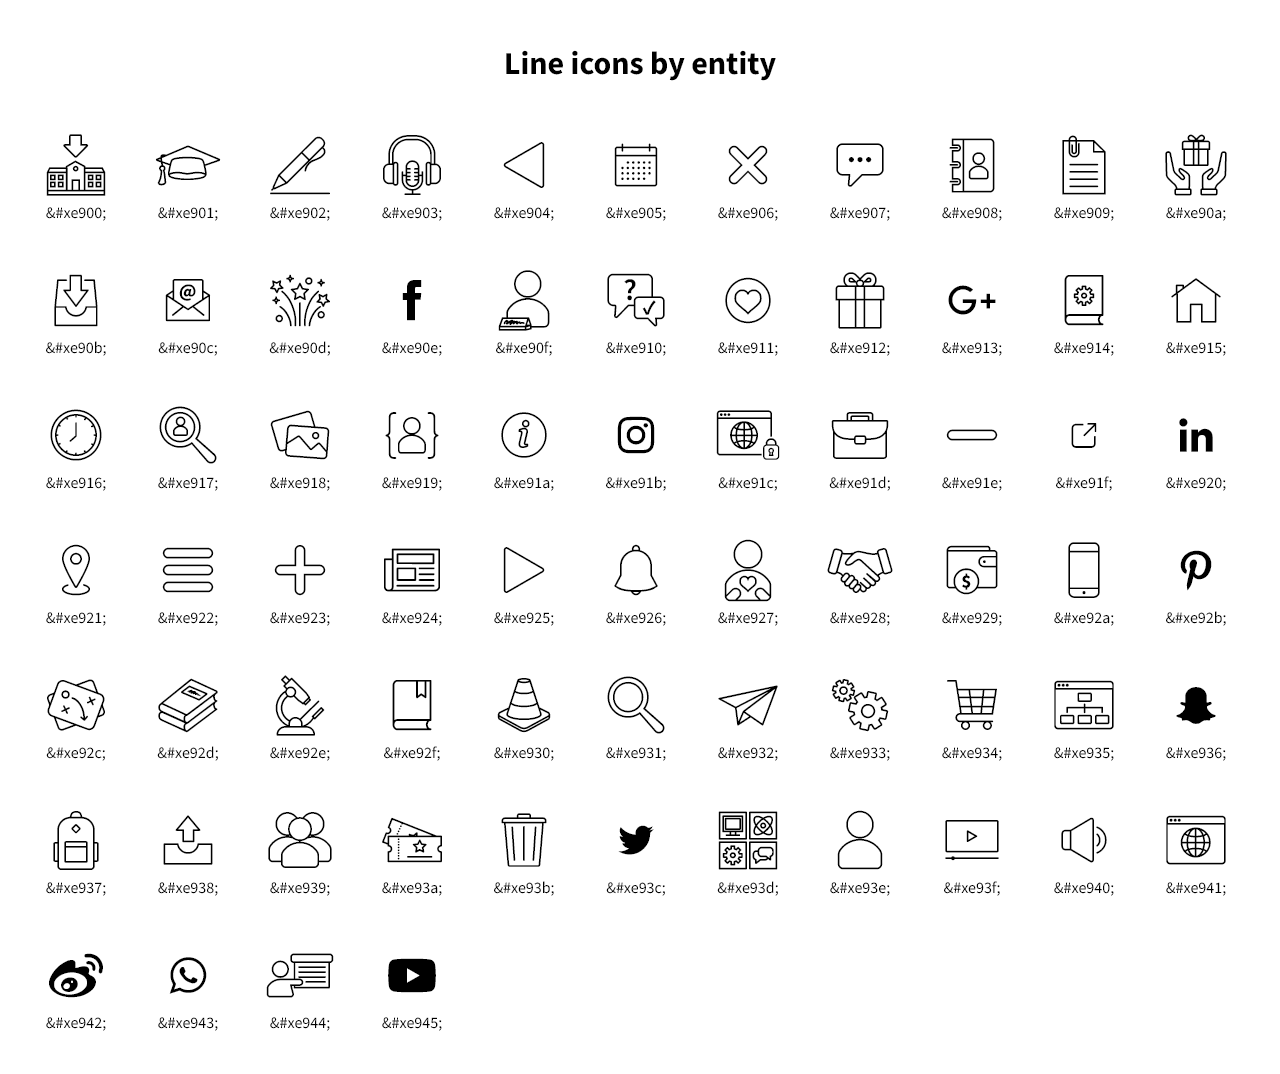 Line icons by entity
&#xe900; &#xe901; &#xe902; &#xe903; &#xe904; &#xe905; &#xe906; &#xe907; &#xe908; &#xe909; &#xe90a;
&#xe90b; &#xe90c; &#xe90d; &#xe90e; &#xe90f; &#xe910; &#xe911; &#xe912; &#xe913; &#xe914; &#xe915;
&#xe916; &#xe917; &#xe918; &#xe919; &#xe91a; &#xe91b; &#xe91c; &#xe91d; &#xe91e; &#xe91f; &#xe920;
&#xe921; &#xe922; &#xe923; &#xe924; &#xe925; &#xe926; &#xe927; &#xe928; &#xe929; &#xe92a; &#xe92b;
&#xe92c; &#xe92d; &#xe92e; &#xe92f; &#xe930; &#xe931; &#xe932; &#xe933; &#xe934; &#xe935; &#xe936;
&#xe937; &#xe938; &#xe939; &#xe93a; &#xe93b; &#xe93c; &#xe93d; &#xe93e; &#xe93f; &#xe940; &#xe941;
&#xe942; &#xe943; &#xe944; &#xe945;